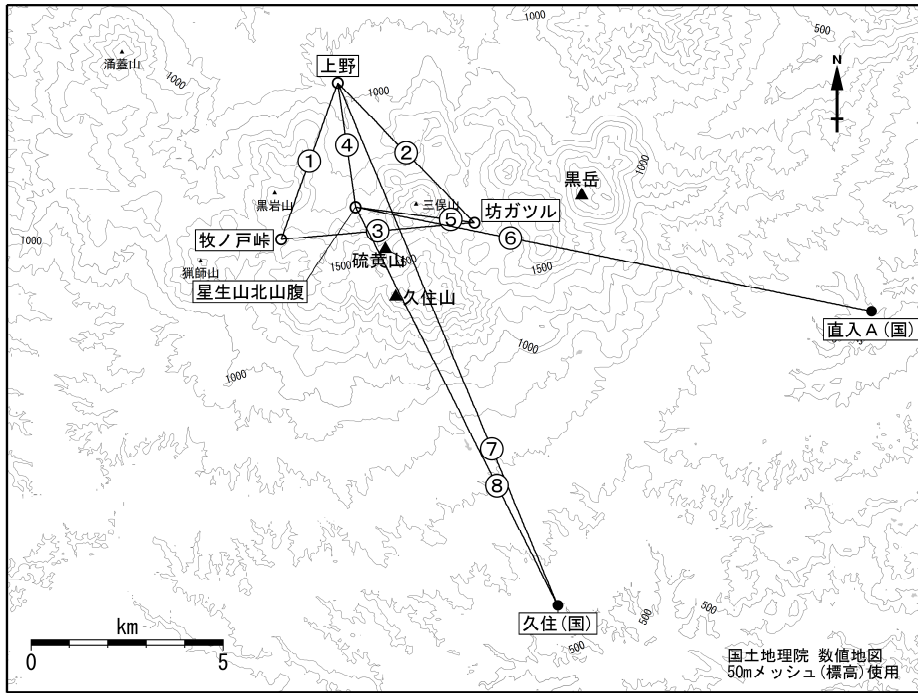 1000
500
涌蓋山
上野
N
1000
1000
④
②
①
1000
黒岳
黒岩山
三俣山
坊ガツル
⑤
③
⑥
1000
牧ノ戸峠
硫黄山
1500
1500
猟師山
星生山北山腹
久住山
直入A(国)
1000
1000
⑦
⑧
久住(国)
500
500
500
km
0 5
国土地理院 数値地図
50mメッシュ(標高)使用